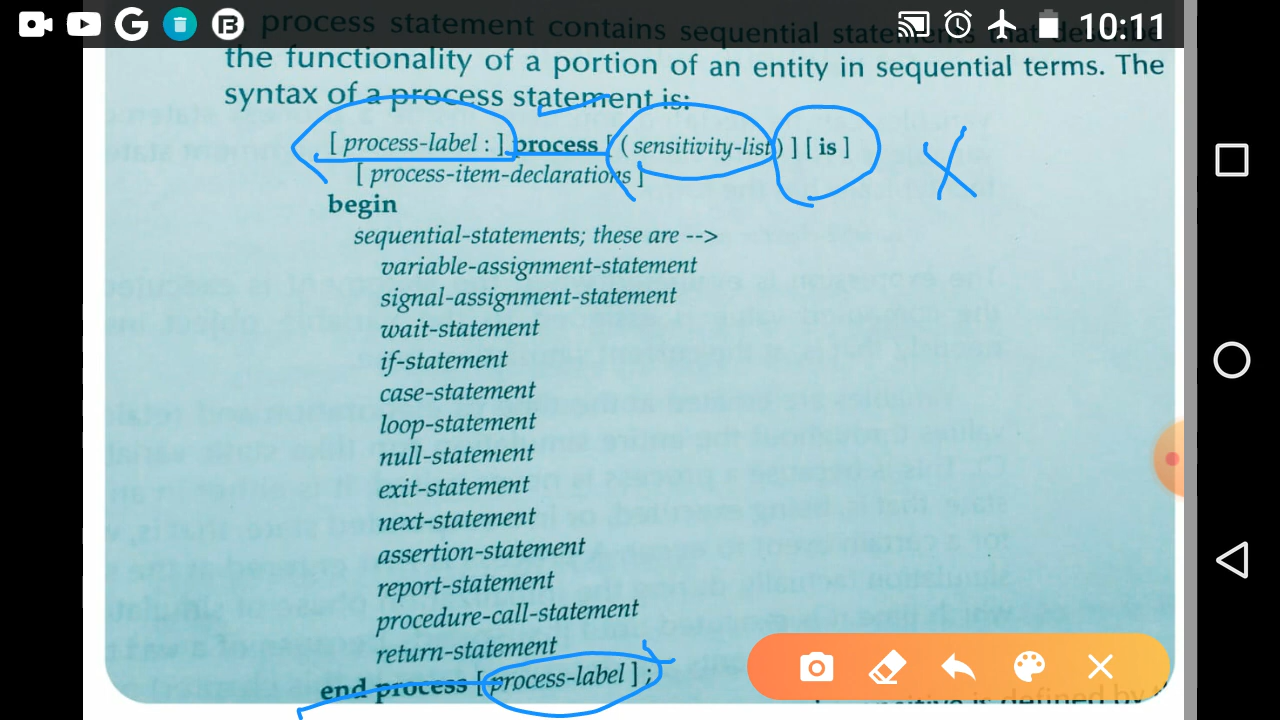 10:11
process statement contains sequential statements that describe
the functionality of a portion of an entity in sequential terms. The
syntax of a process statement is:
[ process-label : ] process [ ( sensitivity-list ) ] [ is ]
[ process-item-declarations ]
begin
sequential-statements; these are -->
variable-assignment-statement
signal-assignment-statement
wait-statement
if-statement
case-statement
loop-statement
null-statement
exit-statement
next-statement
assertion-statement
report-statement
procedure-call-statement
return-statement
end process [ process-label ] ;